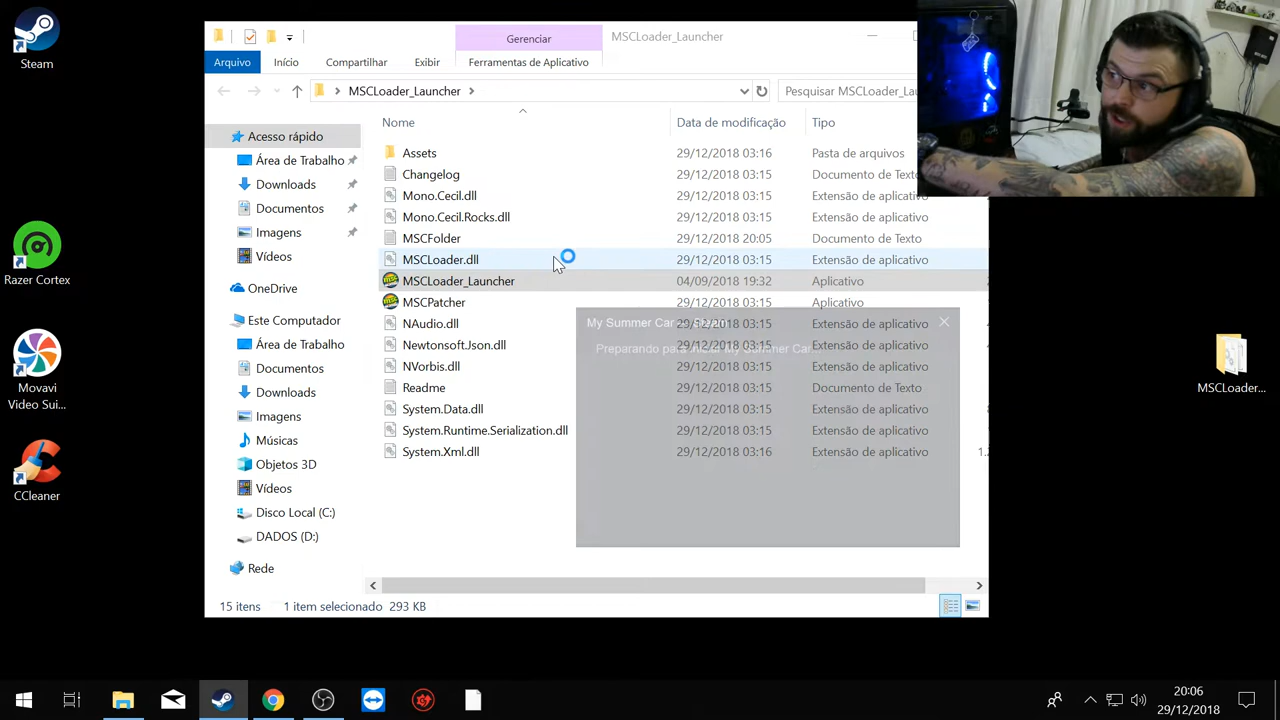 Steam
Razer Cortex
Movavi
Video Sui...
CCleaner
Gerenciar
MSCLoader_Launcher
Arquivo
Início
Compartilhar
Exibir
Ferramentas de Aplicativo
MSCLoader_Launcher
Pesquisar MSCLoader_Lau
Nome
Data de modificação
Tipo
Acesso rápido
Área de Trabalho
Downloads
Documentos
Imagens
Vídeos
OneDrive
Este Computador
Área de Trabalho
Documentos
Downloads
Imagens
Músicas
Objetos 3D
Vídeos
Disco Local (C:)
DADOS (D:)
Rede
Assets 29/12/2018 03:16 Pasta de arquivos
Changelog 29/12/2018 03:15 Documento de Texto
Mono.Cecil.dll 29/12/2018 03:15 Extensão de aplicativo
Mono.Cecil.Rocks.dll 29/12/2018 03:15 Extensão de aplicativo
MSCFolder 29/12/2018 20:05 Documento de Texto
MSCLoader.dll 29/12/2018 03:15 Extensão de aplicativo
MSCLoader_Launcher 04/09/2018 19:32 Aplicativo
MSCPatcher 29/12/2018 03:15 Aplicativo
NAudio.dll 29/12/2018 03:15 Extensão de aplicativo
Newtonsoft.Json.dll 29/12/2018 03:15 Extensão de aplicativo
NVorbis.dll 29/12/2018 03:15 Extensão de aplicativo
Readme 29/12/2018 03:15 Documento de Texto
System.Data.dll 29/12/2018 03:15 Extensão de aplicativo
System.Runtime.Serialization.dll 29/12/2018 03:15 Extensão de aplicativo
System.Xml.dll 29/12/2018 03:16 Extensão de aplicativo 1.
My Summer Car - Steam
Preparando para iniciar My Summer Car...
15 itens 1 item selecionado 293 KB
MSCLoader...
20:06
29/12/2018